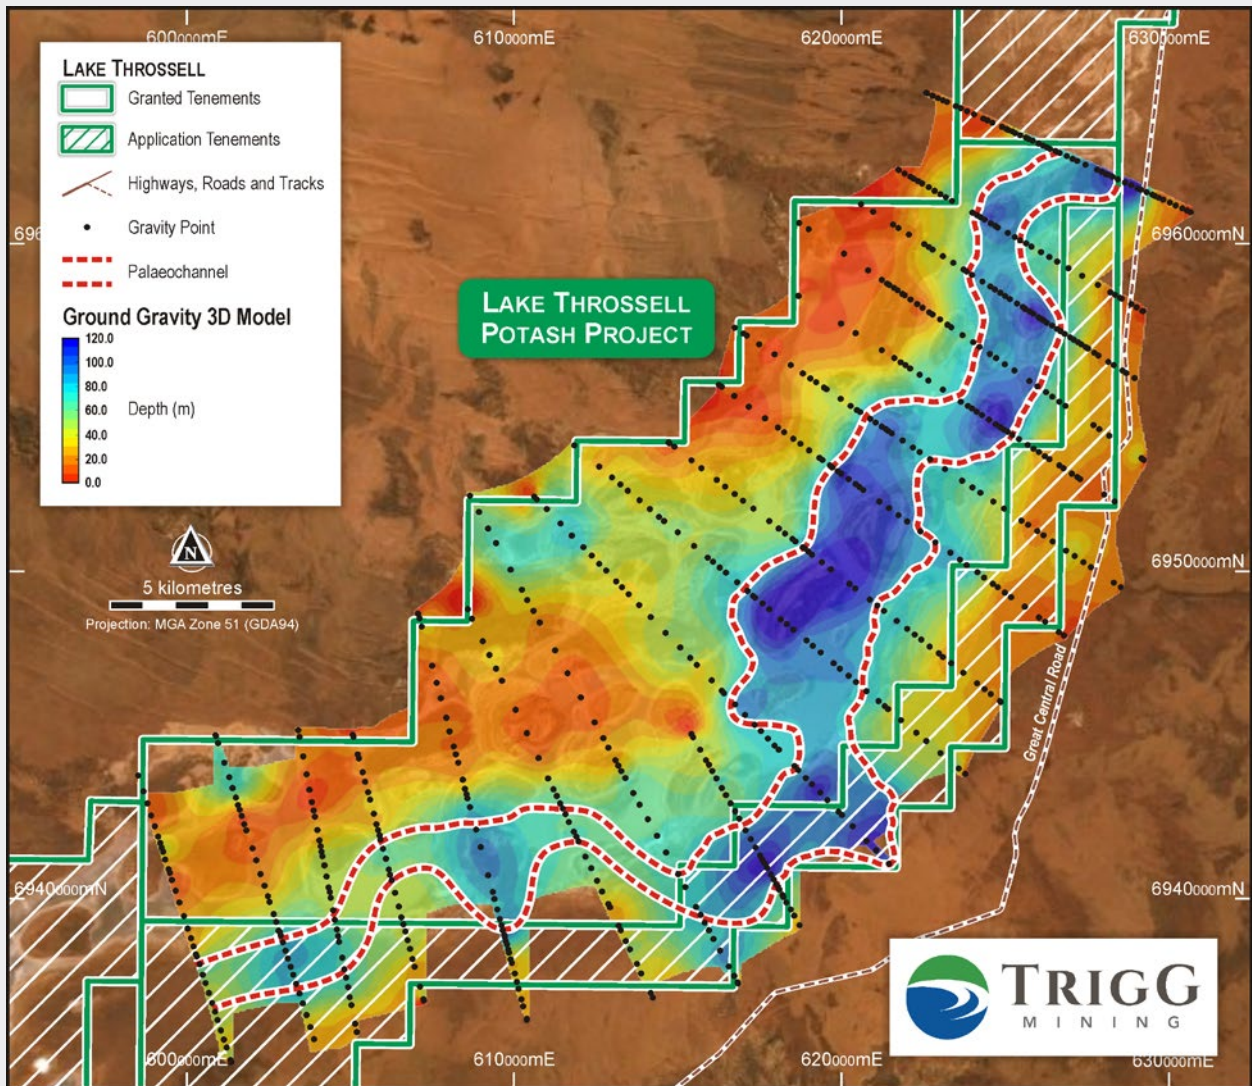 600000mE
610000mE
620000mE
630000mE
LAKE THROSSELL
Granted Tenements
Application Tenements
Highways, Roads and Tracks
Gravity Point
Palaeochannel
Ground Gravity 3D Model
120.0
100.0
80.0
60.0
40.0
20.0
0.0
Depth (m)
696
6960000mN
LAKE THROSSELL
POTASH PROJECT
N
5 kilometres
Projection: MGA Zone 51 (GDA94)
6950000mN
Great Central Road
6940000mN
6940000mN
TRIGG
MINING
600000mE
610000mE
620000mE
630000mE